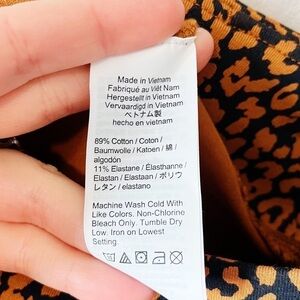 Made in Vietnam
Fabriqué au Việt Nam
Hergestellt in Vietnam
Vervaardigd in Vietnam
ベトナム製
hecho en vietnam
89% Cotton / Coton /
Baumwolle / Katoen / 綿 /
algodón
11% Elastane / Élasthanne /
Elastan / Elastaan / ポリウ
レタン / elastano
Machine Wash Cold With
Like Colors. Non-Chlorine
Bleach Only. Tumble Dry
Low. Iron on Lowest
Setting.